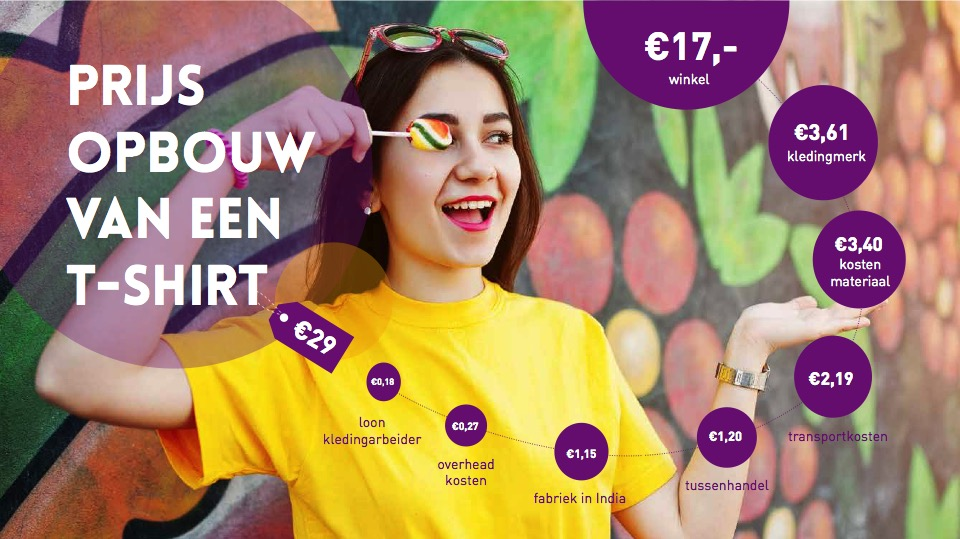 PRIJS
OPBOUW
VAN EEN
T-SHIRT
€29
€17,-
winkel
€3,61
kledingmerk
€3,40
kosten
materiaal
€2,19
transportkosten
€1,20
tussenhandel
€1,15
fabriek in India
€0,27
overhead
kosten
€0,18
loon
kledingarbeider